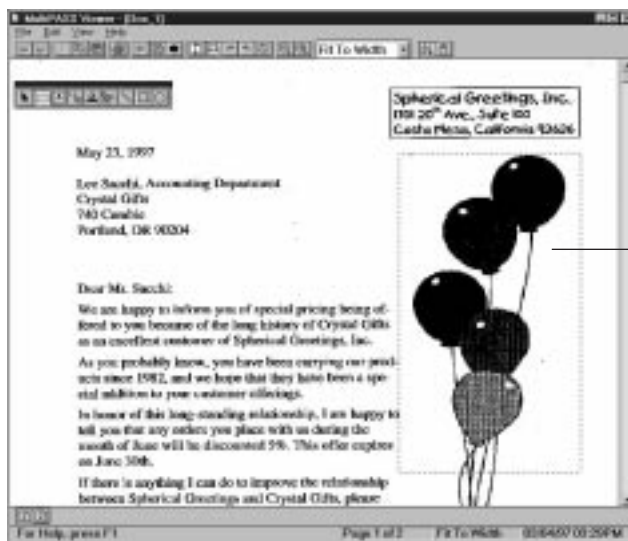 MultiPASS Viewer - [Doc_1]
File Edit View Help
Fit To Width
Spherical Greetings, Inc.
20th Ave., Suite 100
Costa Mesa, California 92626
May 23, 1997
Lee Sacchi, Accounting Department
Crystal Gifts
740 Cambie
Portland, OR 90204
Dear Mr. Sacchi:
We are happy to inform you of special pricing being of-
fered to you because of the long history of Crystal Gifts
as an excellent customer of Spherical Greetings, Inc.
As you probably know, you have been carrying our prod-
ucts since 1982, and we hope that they have been a spe-
cial addition to your customer offerings.
In honor of this long-standing relationship, I am happy to
tell you that any orders you place with us during the
month of June will be discounted 5%. This offer expires
on June 30th.
If there is anything I can do to improve the relationship
between Spherical Greetings and Crystal Gifts, please
For Help, press F1
Page 1 of 2
Fit To Width
03/04/97 03:29PM